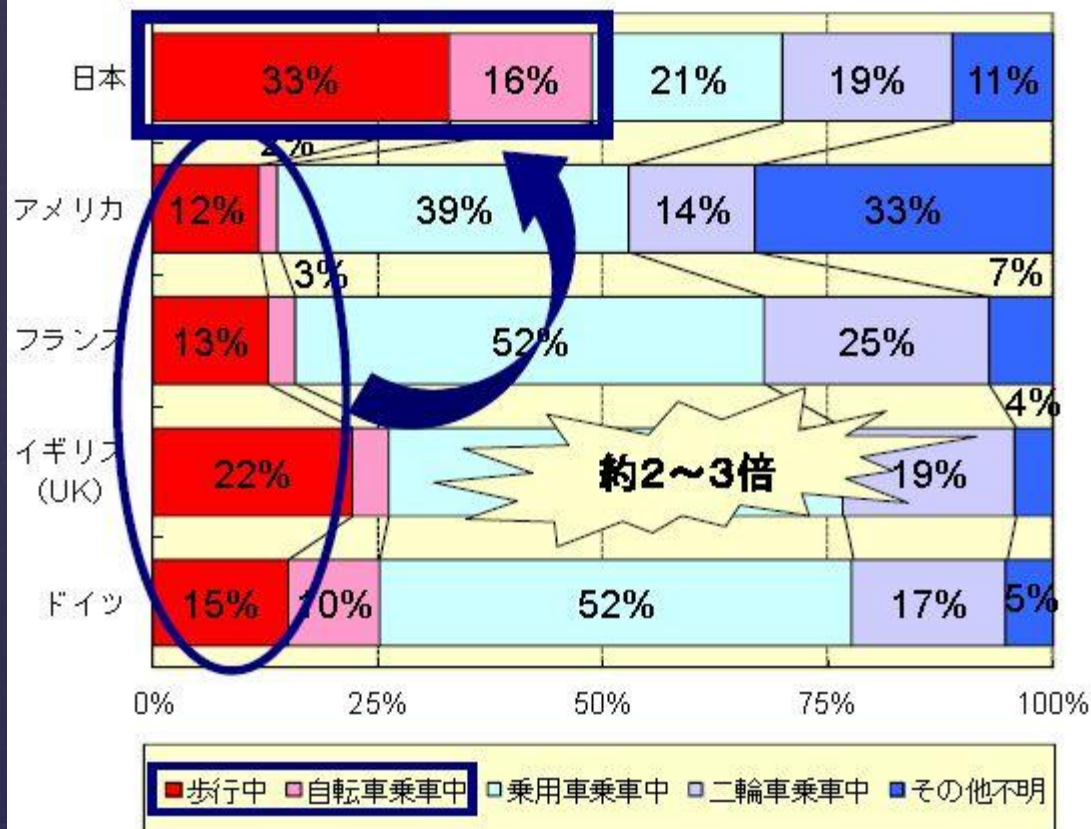 日本 33% 16% 21% 19% 11%
2%
アメリカ 12% 39% 14% 33%
3% 7%
フランス 13% 52% 25%
4%
イギリス 22% 約2～3倍 19%
(UK)
ドイツ 15% 10% 52% 17% 5%
0% 25% 50% 75% 100%
歩行中 自転車乗車中 乗用車乗車中 二輪車乗車中 その他不明